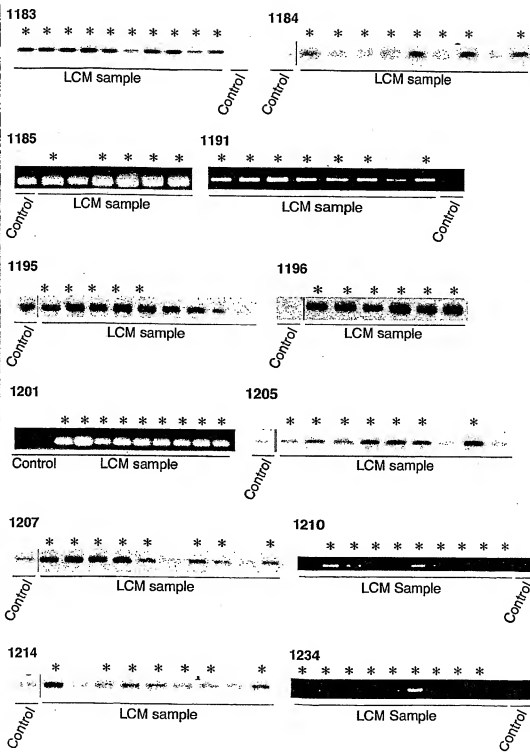 1183
* * * * * * * * * *
LCM sample
Control
1184
* * * * * * * *
Control
LCM sample
1185
* * * * *
Control
LCM sample
1191
* * * * * * *
LCM sample
Control
1195
* * * * *
Control
LCM sample
1196
* * * * * *
Control
LCM sample
1201
* * * * * * * * *
Control
LCM sample
1205
* * * * * * *
Control
LCM sample
1207
* * * * * * * *
Control
LCM sample
1210
* * * * * * * * *
LCM Sample
Control
1214
* * * * * * *
Control
LCM sample
1234
* * * * * * * * *
LCM Sample
Control